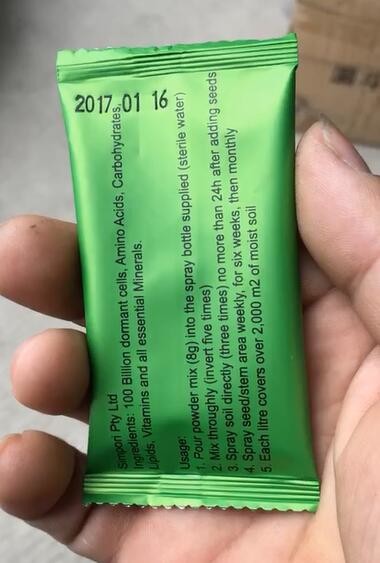 2017.01 16
Simpori Pty Ltd
Ingredients: 100 Billion dormant cells, Amino Acids, Carbohydrates,
Lipids, Vitamins and all essential Minerals.
Usage:
1. Pour powder mix (8g) into the spray bottle supplied (sterile water)
2. Mix throughly (invert five times)
3. Spray soil directly (three times) no more than 24h after adding seeds
4. Spray seed/stem area weekly, for six weeks, then monthly
5. Each litre covers over 2,000 m2 of moist soil